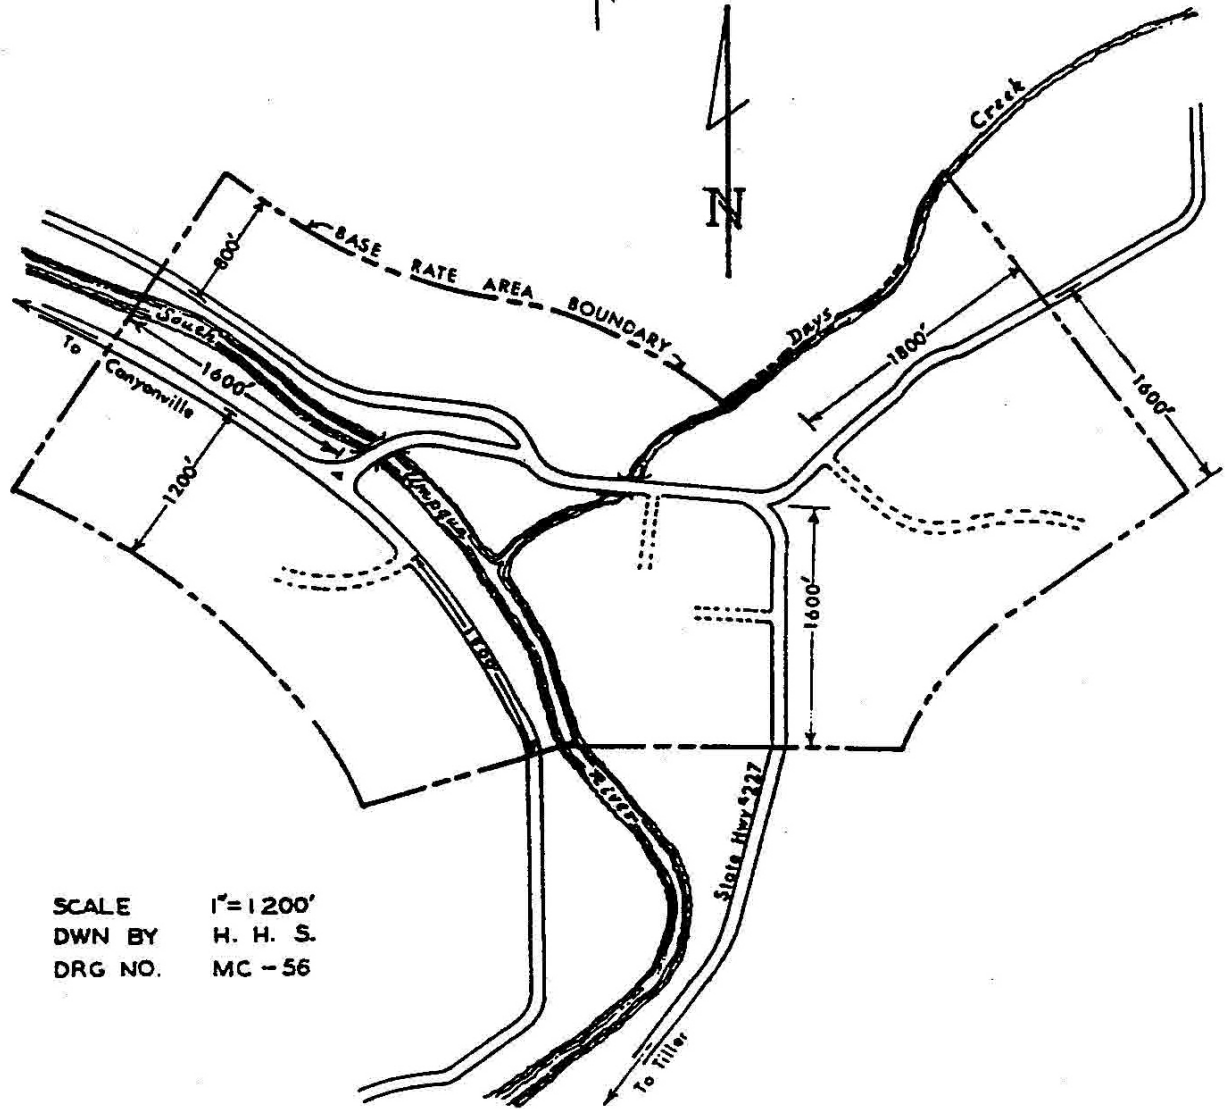 Creek
N
800'
BASE RATE AREA BOUNDARY
South
Days
1800'
To Canyonville
1600'
1600'
1200'
Umpqua
1600'
1800'
River
State Hwy #227
SCALE 1"=1200'
DWN BY H. H. S.
DRG NO. MC-56
To Tiller